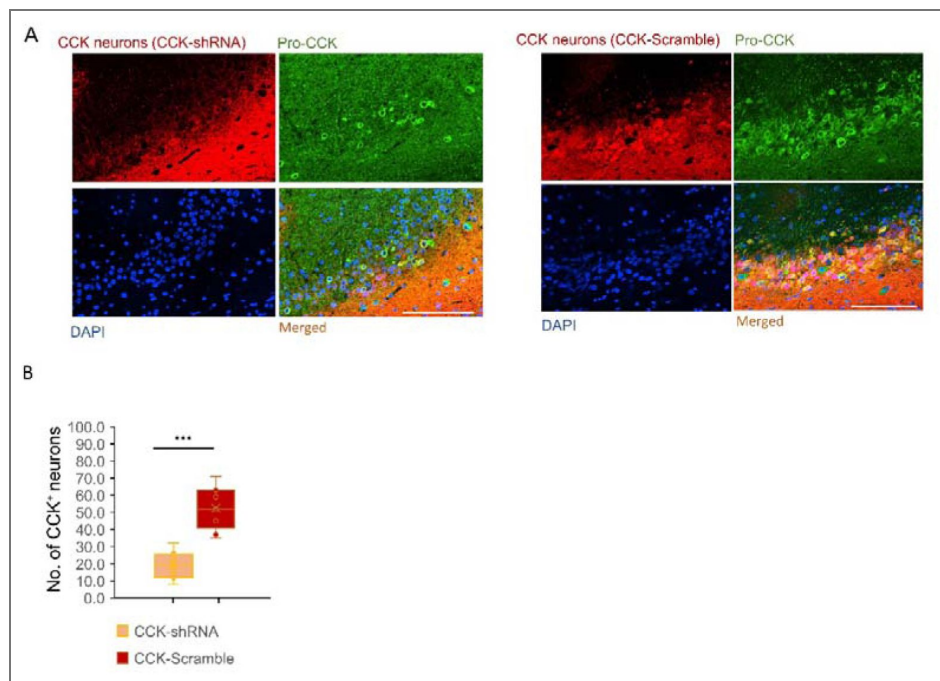 A
CCK neurons (CCK-shRNA) Pro-CCK
CCK neurons (CCK-Scramble) Pro-CCK
DAPI Merged
DAPI Merged
B
No. of CCK⁺ neurons
100.0
90.0
80.0
70.0
60.0
50.0
40.0
30.0
20.0
10.0
0.0
***
CCK-shRNA
CCK-Scramble